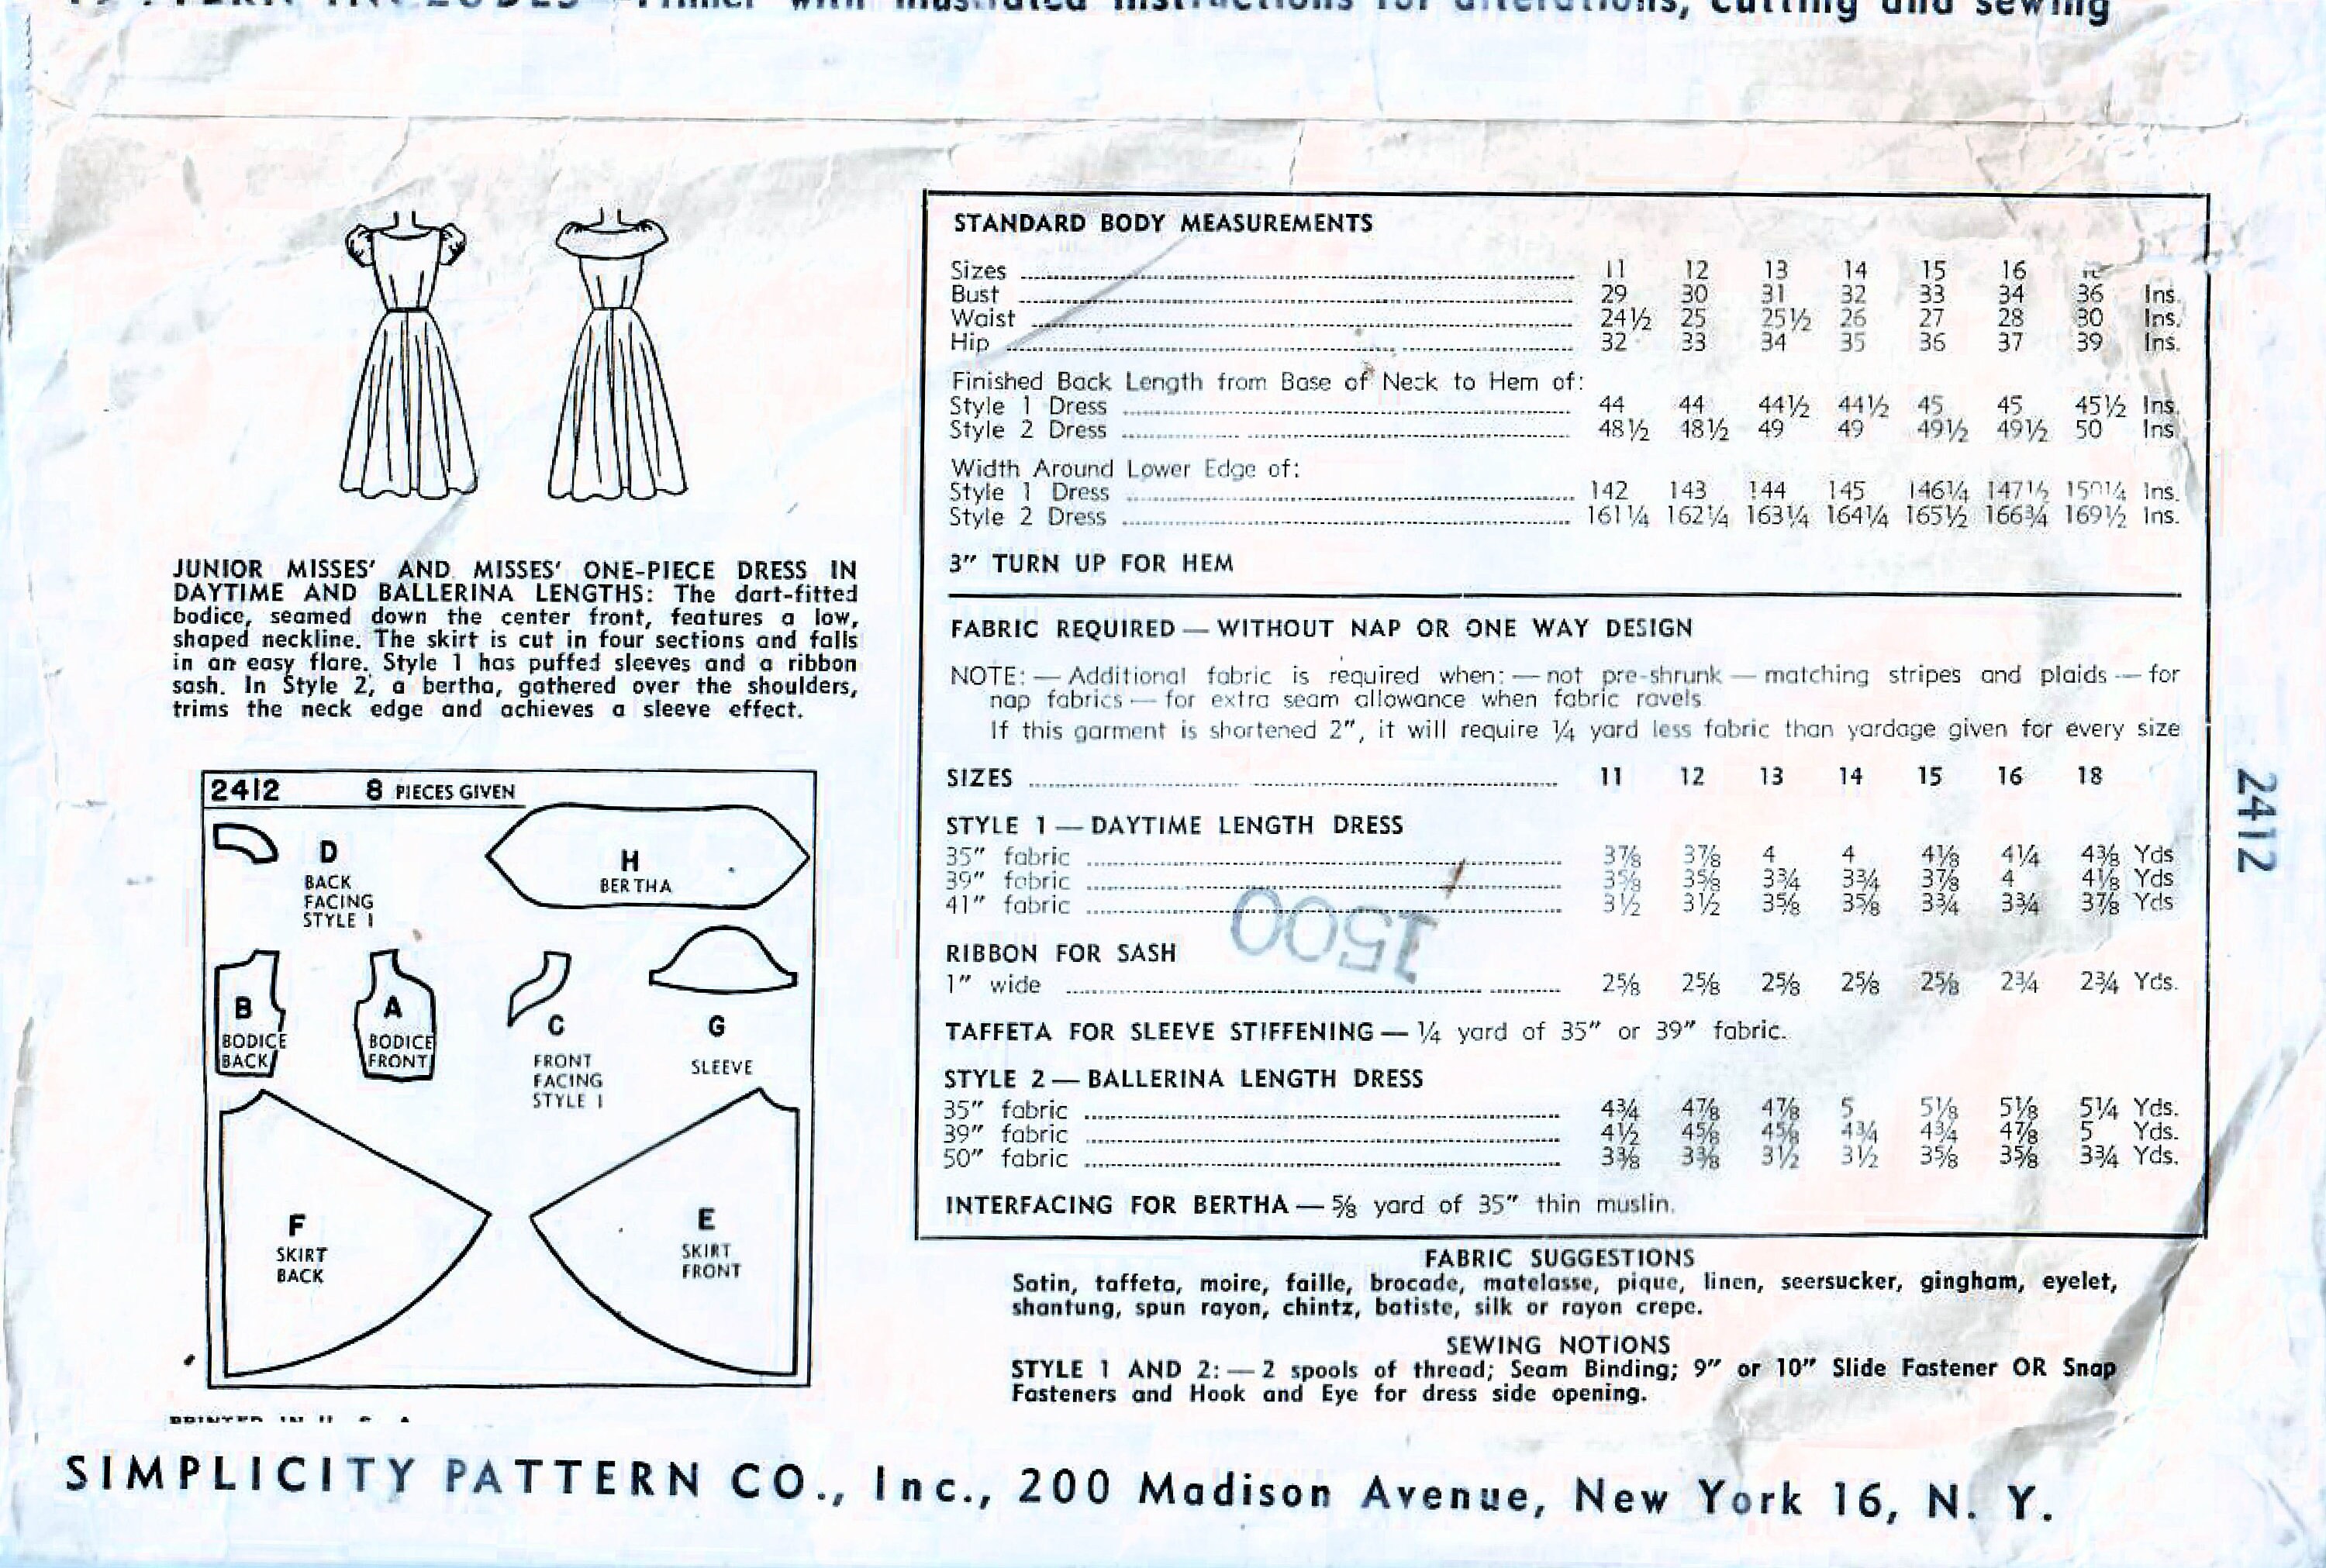 with illustrated instructions for alterations, cutting and sewing
JUNIOR MISSES' AND MISSES' ONE-PIECE DRESS IN
DAYTIME AND BALLERINA LENGTHS: The dart-fitted
bodice, seamed down the center front, features a low,
shaped neckline. The skirt is cut in four sections and falls
in an easy flare. Style 1 has puffed sleeves and a ribbon
sash. In Style 2, a bertha, gathered over the shoulders,
trims the neck edge and achieves a sleeve effect.
2412 8 PIECES GIVEN
D
BACK
FACING
STYLE 1
H
BERTHA
B
BODICE
BACK
A
BODICE
FRONT
C
FRONT
FACING
STYLE 1
G
SLEEVE
F
SKIRT
BACK
E
SKIRT
FRONT
PRINTED IN U. S. A.
STANDARD BODY MEASUREMENTS
Sizes 11 12 13 14 15 16
Bust 29 30 31 32 33 34 36 Ins.
Waist 24½ 25 25½ 26 27 28 30 Ins.
Hip 32 33 34 35 36 37 39 Ins.
Finished Back Length from Base of Neck to Hem of:
Style 1 Dress 44 44 44½ 44½ 45 45 45½ Ins.
Style 2 Dress 48½ 48½ 49 49 49½ 49½ 50 Ins.
Width Around Lower Edge of:
Style 1 Dress 142 143 144 145 146¼ 147½ 150¼ Ins.
Style 2 Dress 161¼ 162¼ 163¼ 164¼ 165½ 166¾ 169½ Ins.
3" TURN UP FOR HEM
FABRIC REQUIRED — WITHOUT NAP OR ONE WAY DESIGN
NOTE: — Additional fabric is required when: — not pre-shrunk — matching stripes and plaids — for
nap fabrics — for extra seam allowance when fabric ravels.
If this garment is shortened 2", it will require ¼ yard less fabric than yardage given for every size
SIZES 11 12 13 14 15 16 18
STYLE 1 — DAYTIME LENGTH DRESS
35" fabric 3⅞ 3⅞ 4 4 4⅛ 4¼ 4⅜ Yds
39" fabric 3⅝ 3⅝ 3¾ 3¾ 3⅞ 4 4⅛ Yds
41" fabric 3½ 3½ 3⅝ 3⅝ 3¾ 3¾ 3⅞ Yds
1500
RIBBON FOR SASH
1" wide 2⅝ 2⅝ 2⅝ 2⅝ 2⅝ 2¾ 2¾ Yds.
TAFFETA FOR SLEEVE STIFFENING — ¼ yard of 35" or 39" fabric.
STYLE 2 — BALLERINA LENGTH DRESS
35" fabric 4¾ 4⅞ 4⅞ 5 5⅛ 5⅛ 5¼ Yds.
39" fabric 4½ 4⅝ 4⅝ 4¾ 4¾ 4⅞ 5 Yds.
50" fabric 3⅜ 3⅜ 3½ 3½ 3⅝ 3⅝ 3¾ Yds.
INTERFACING FOR BERTHA — ⅝ yard of 35" thin muslin.
2412
FABRIC SUGGESTIONS
Satin, taffeta, moire, faille, brocade, matelasse, pique, linen, seersucker, gingham, eyelet,
shantung, spun rayon, chintz, batiste, silk or rayon crepe.
SEWING NOTIONS
STYLE 1 AND 2: — 2 spools of thread; Seam Binding; 9" or 10" Slide Fastener OR Snap
Fasteners and Hook and Eye for dress side opening.
SIMPLICITY PATTERN CO., Inc., 200 Madison Avenue, New York 16, N. Y.